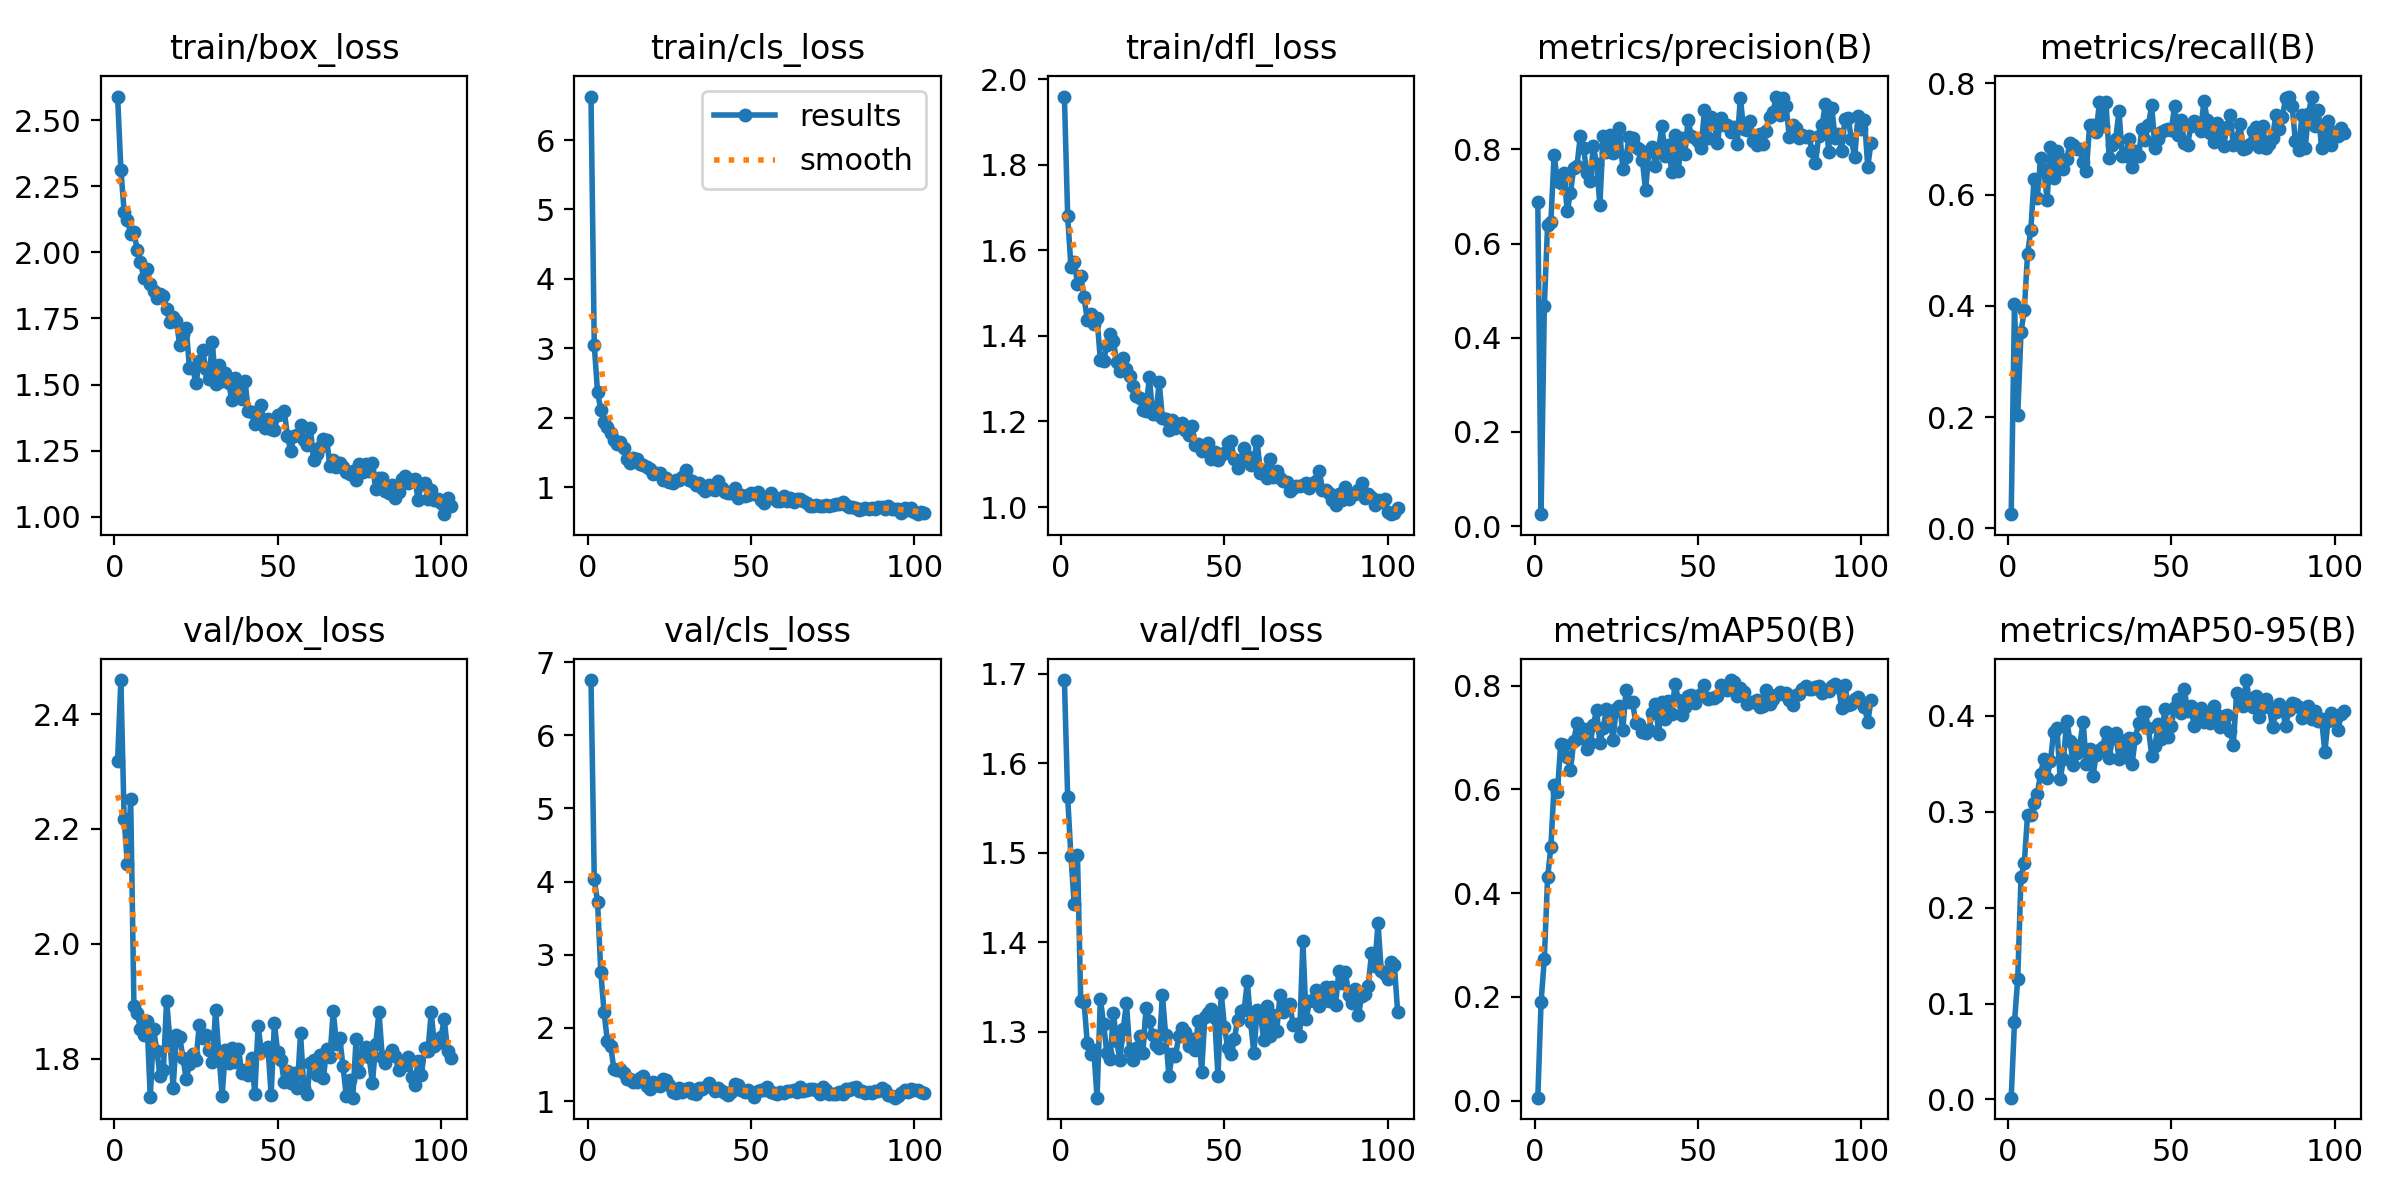 train/box_loss
train/cls_loss
train/dfl_loss
metrics/precision(B)
metrics/recall(B)
2.50
2.25
2.00
1.75
1.50
1.25
1.00
0 50 100
results
smooth
6
5
4
3
2
1
0 50 100
2.0
1.8
1.6
1.4
1.2
1.0
0 50 100
0.8
0.6
0.4
0.2
0.0
0 50 100
0.8
0.6
0.4
0.2
0.0
0 50 100
val/box_loss
val/cls_loss
val/dfl_loss
metrics/mAP50(B)
metrics/mAP50-95(B)
2.4
2.2
2.0
1.8
0 50 100
7
6
5
4
3
2
1
0 50 100
1.7
1.6
1.5
1.4
1.3
0 50 100
0.8
0.6
0.4
0.2
0.0
0 50 100
0.4
0.3
0.2
0.1
0.0
0 50 100